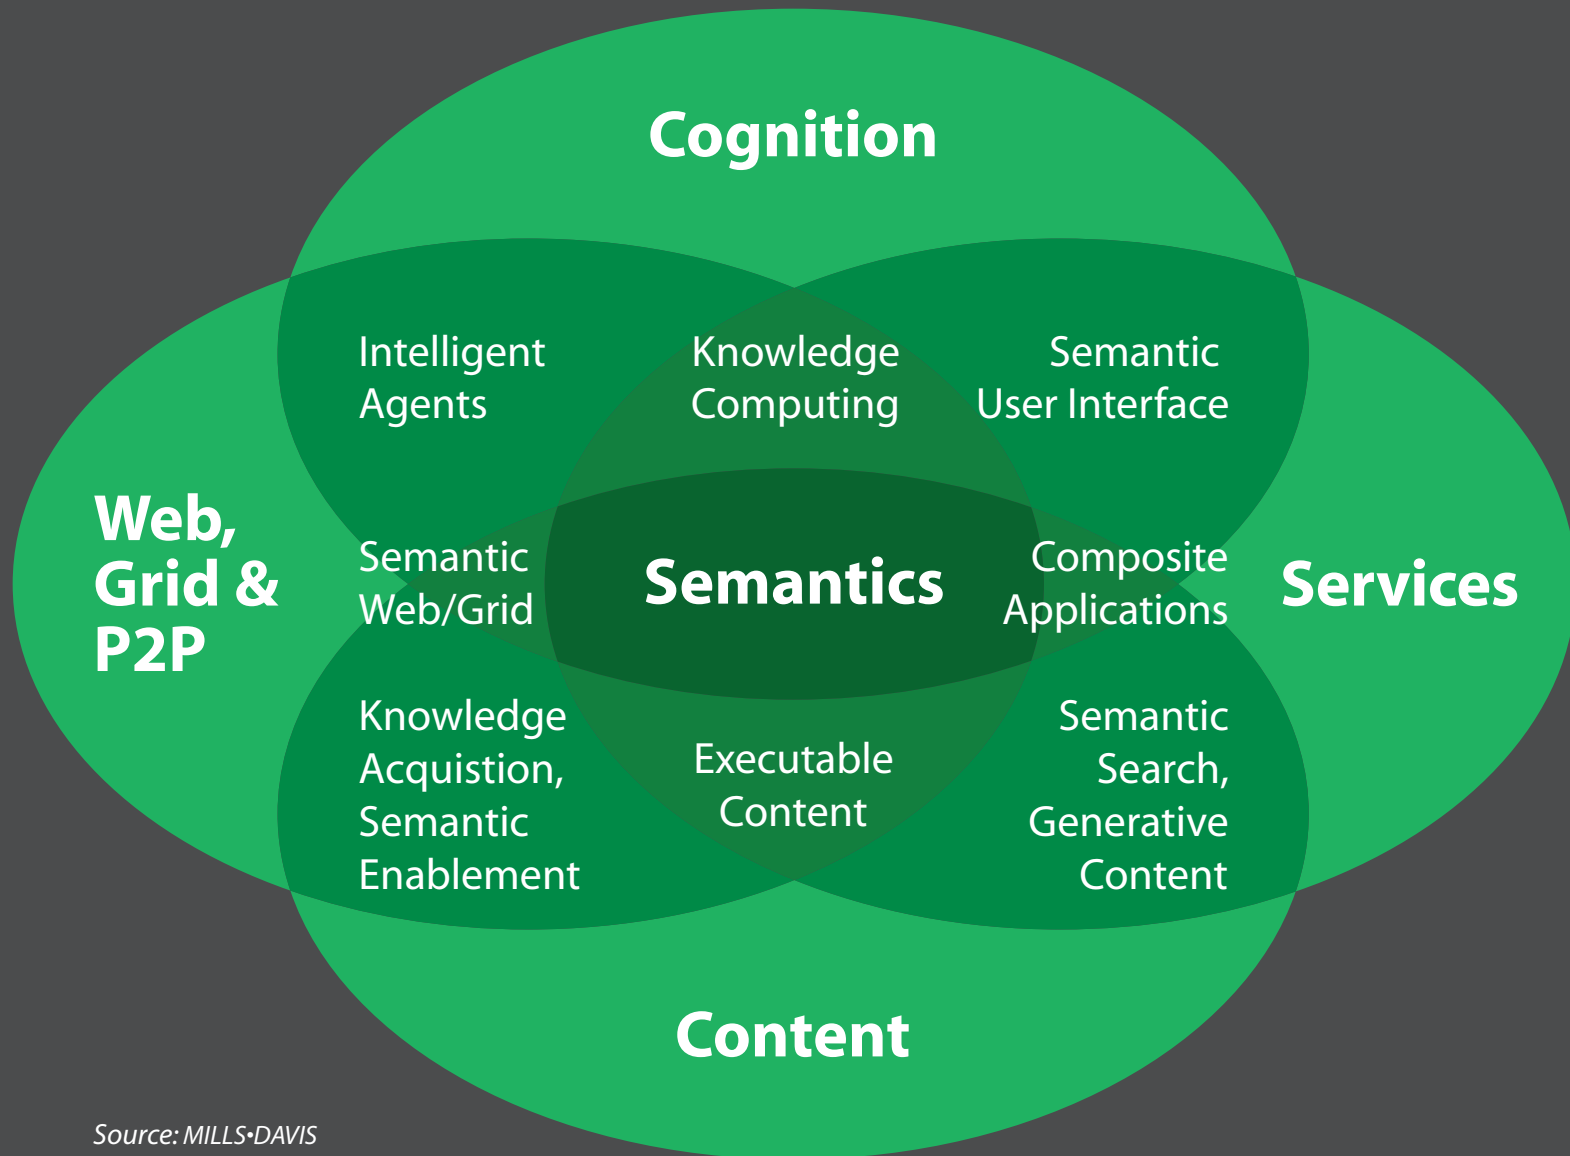 Cognition
Intelligent
Agents
Knowledge
Computing
Semantic
User Interface
Web,
Grid &
P2P
Semantic
Web/Grid
Semantics
Composite
Applications
Services
Knowledge
Acquistion,
Semantic
Enablement
Executable
Content
Semantic
Search,
Generative
Content
Content
Source: MILLS•DAVIS